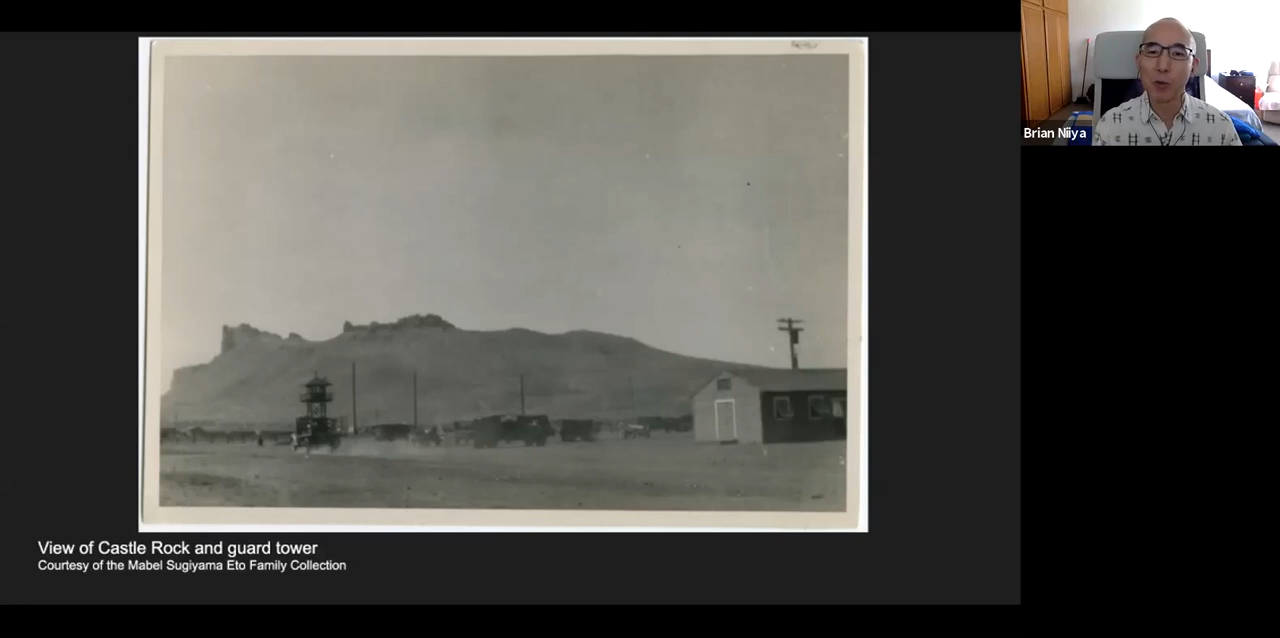 View of Castle Rock and guard tower
Courtesy of the Mabel Sugiyama Eto Family Collection
Brian Niiya